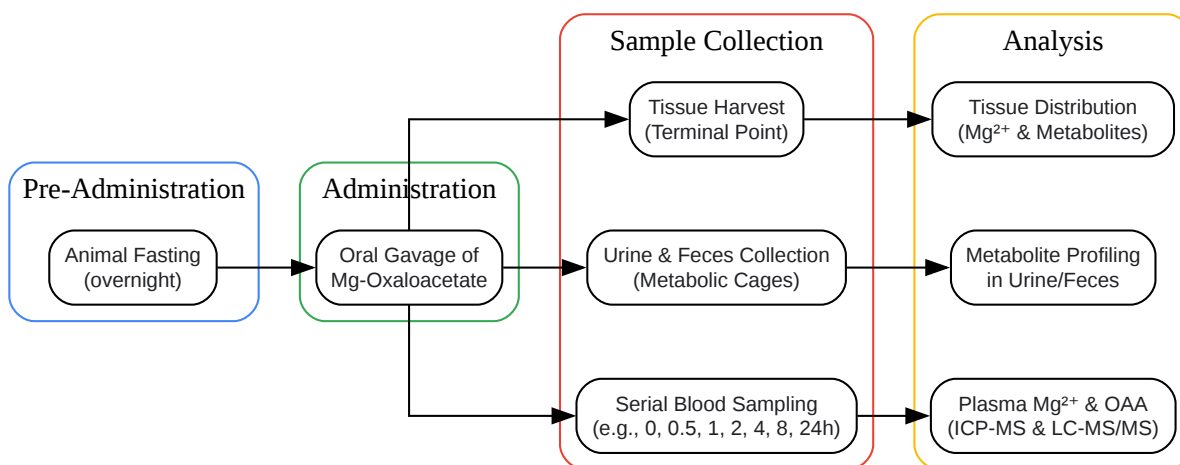 Pre-Administration
Animal Fasting
(overnight)
Administration
Oral Gavage of
Mg-Oxaloacetate
Sample Collection
Tissue Harvest
(Terminal Point)
Urine & Feces Collection
(Metabolic Cages)
Serial Blood Sampling
(e.g., 0, 0.5, 1, 2, 4, 8, 24h)
Analysis
Tissue Distribution
(Mg²⁺ & Metabolites)
Metabolite Profiling
in Urine/Feces
Plasma Mg²⁺ & OAA
(ICP-MS & LC-MS/MS)